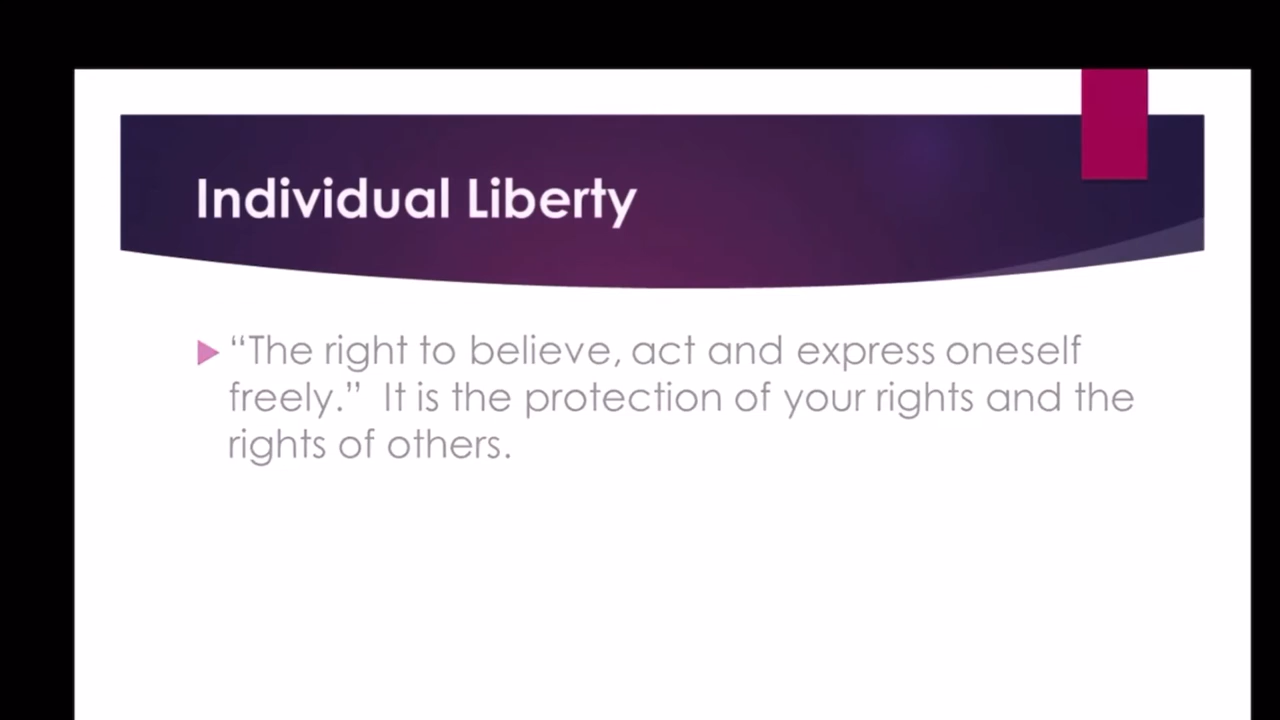 Individual Liberty
“The right to believe, act and express oneself
freely.”  It is the protection of your rights and the
rights of others.